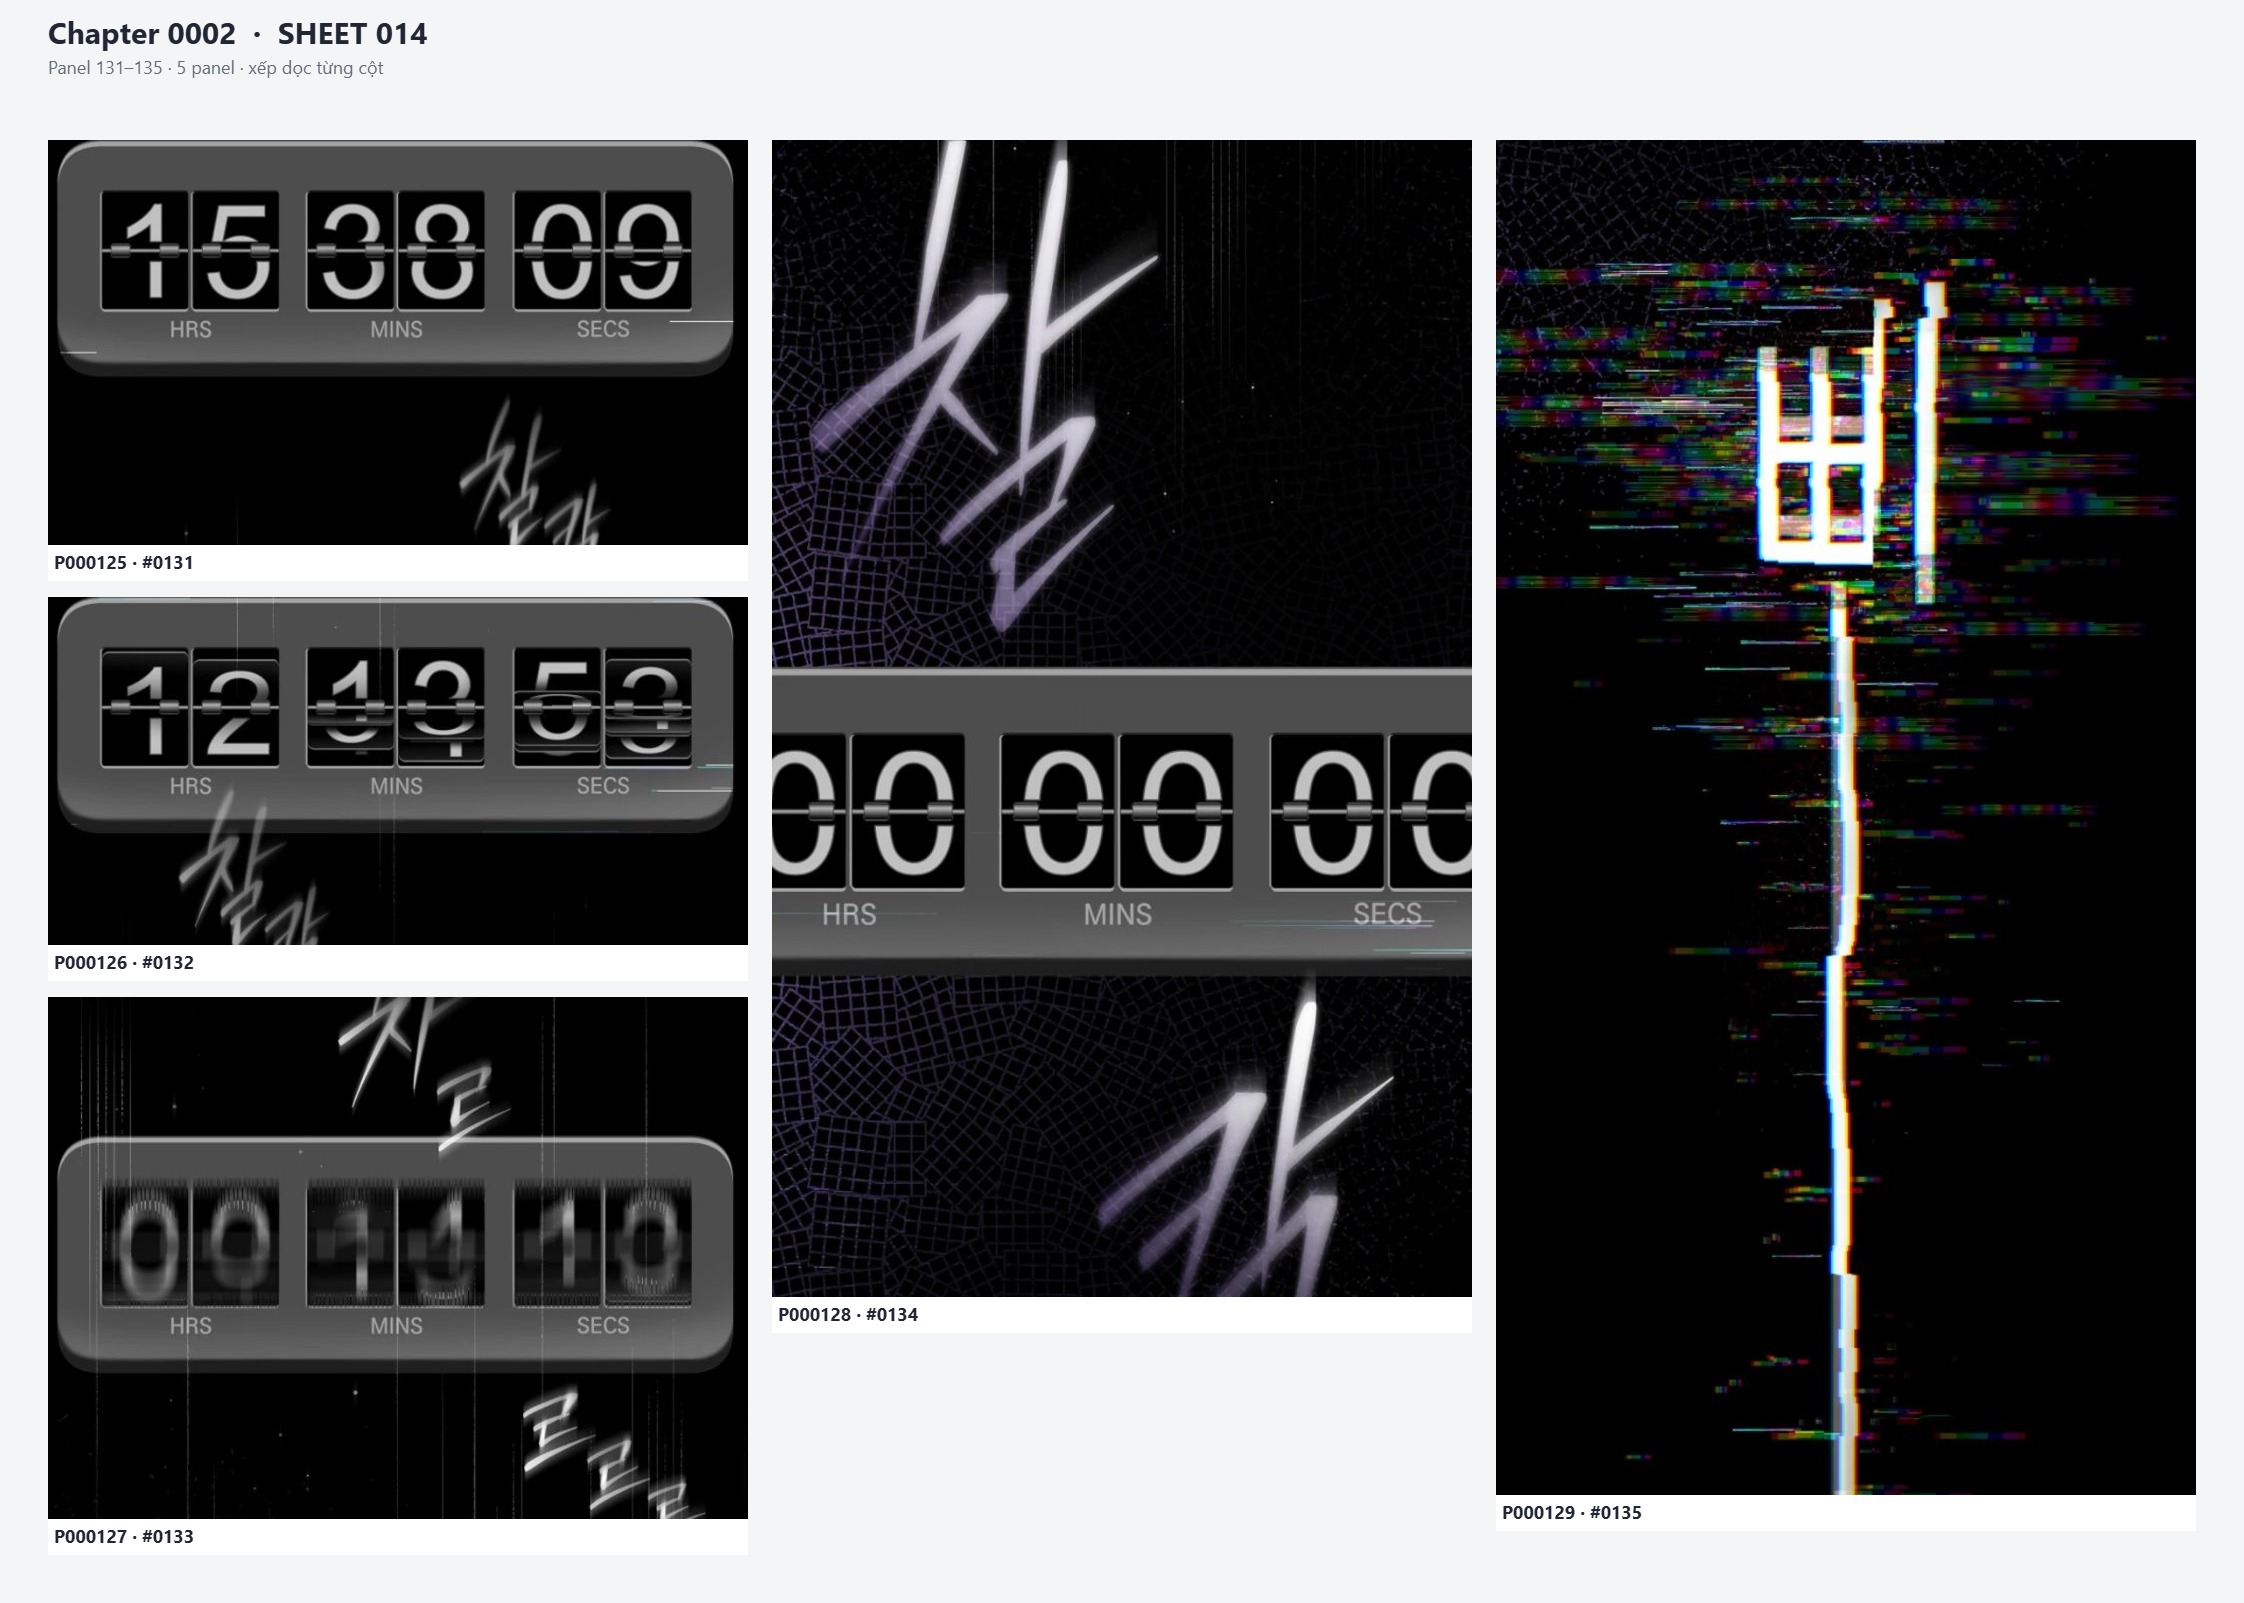 Chapter 0002 · SHEET 014
Panel 131–135 · 5 panel · xếp dọc từng cột
15 38 09
HRS MINS SECS
찰칵
P000125 · #0131
12
HRS MINS SECS
찰칵
P000126 · #0132
차르
HRS MINS SECS
르르르
P000127 · #0133
찰
00 00 00
HRS MINS SECS
칵
P000128 · #0134
삐
P000129 · #0135